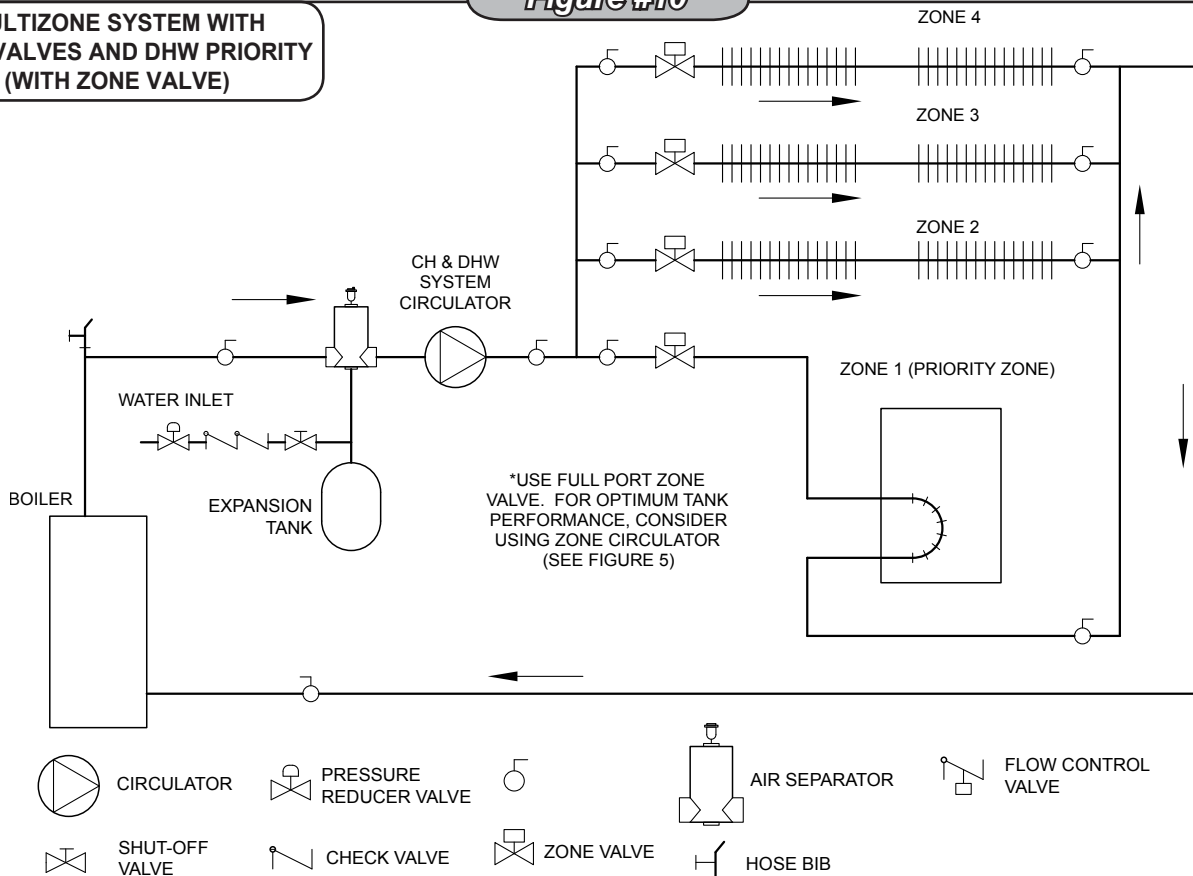 Figure #10
ULTIZONE SYSTEM WITH
VALVES AND DHW PRIORITY
(WITH ZONE VALVE)
ZONE 4
ZONE 3
ZONE 2
CH & DHW
SYSTEM
CIRCULATOR
ZONE 1 (PRIORITY ZONE)
WATER INLET
BOILER
EXPANSION
TANK
*USE FULL PORT ZONE
VALVE. FOR OPTIMUM TANK
PERFORMANCE, CONSIDER
USING ZONE CIRCULATOR
(SEE FIGURE 5)
CIRCULATOR
PRESSURE
REDUCER VALVE
AIR SEPARATOR
FLOW CONTROL
VALVE
SHUT-OFF
VALVE
CHECK VALVE
ZONE VALVE
HOSE BIB